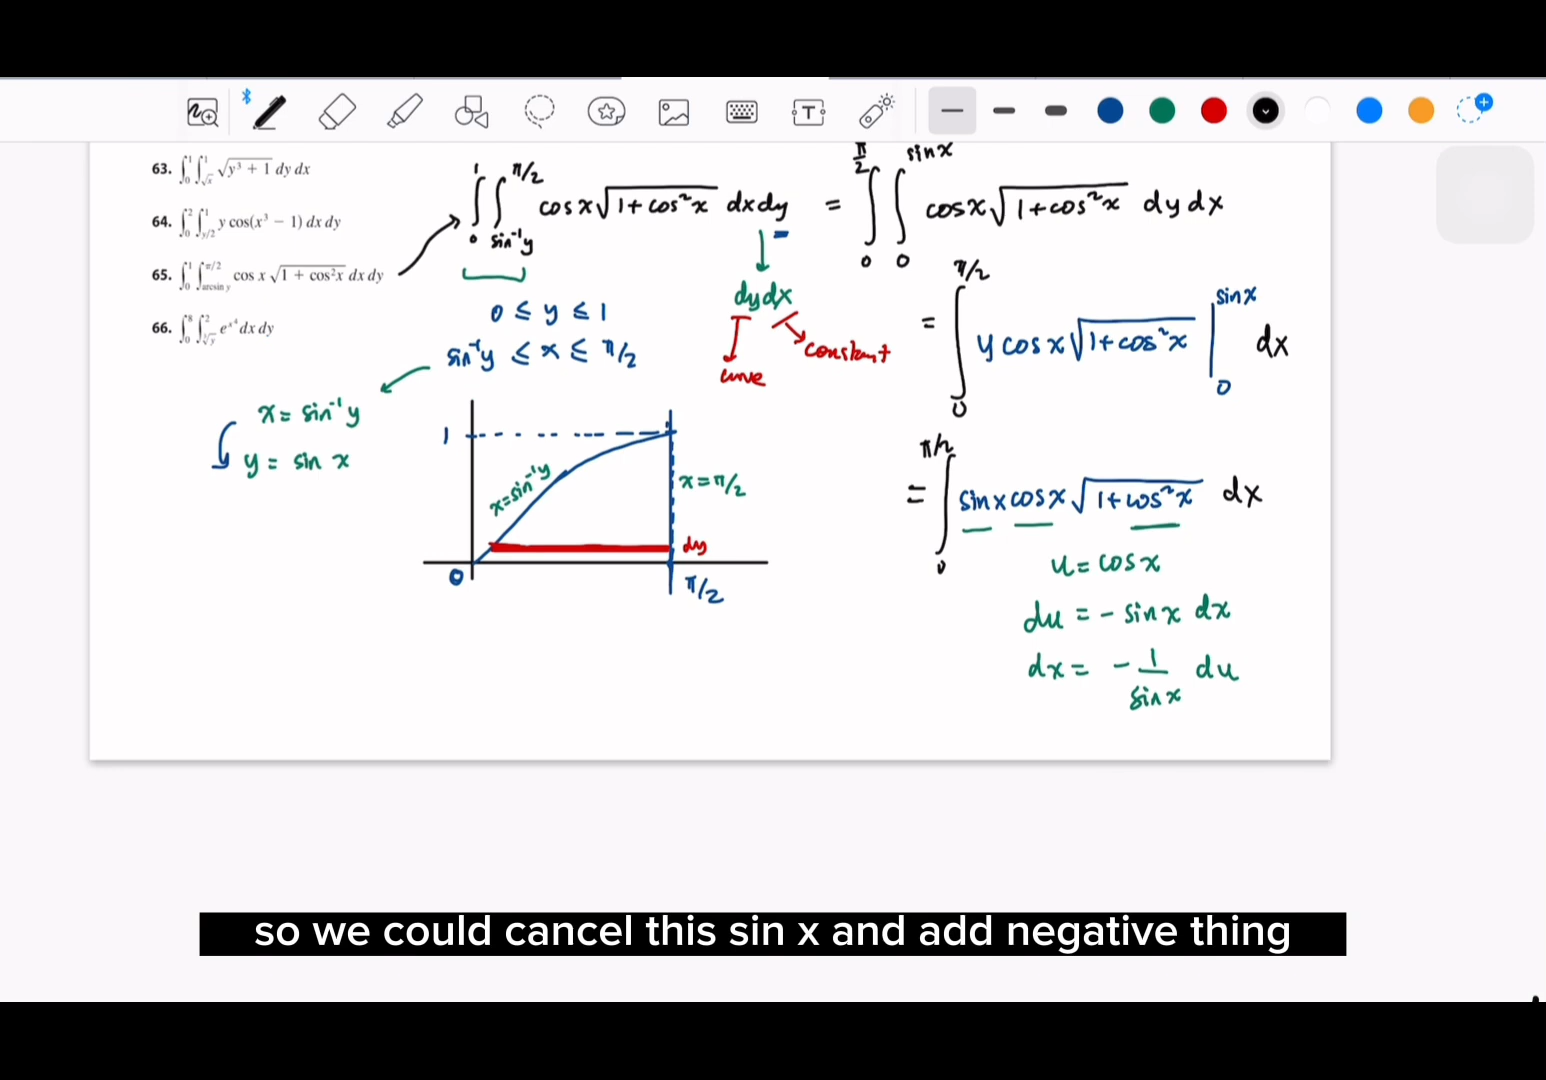 63. ∫₀¹ ∫_√x¹ √(y³ + 1) dy dx
64. ∫₀² ∫_y/2¹ y cos(x³ − 1) dx dy
65. ∫₀¹ ∫_arcsin y^π/2 cos x √(1 + cos²x) dx dy
66. ∫₀⁸ ∫_∛y² e^x⁴ dx dy
∫₀¹ ∫_sin⁻¹y^π/2 cos x √(1+cos²x) dx dy = ∫₀^π/2 ∫₀^sin x cos x √(1+cos²x) dy dx
0 ≤ y ≤ 1
sin⁻¹y ≤ x ≤ π/2
dy dx
curve
constant
x = sin⁻¹y
y = sin x
1
x=sin⁻¹y
x=π/2
dy
0
π/2
= ∫₀^π/2 y cos x √(1+cos²x) |₀^sin x dx
= ∫₀^π/2 sin x cos x √(1+cos²x) dx
u = cos x
du = - sin x dx
dx = - 1/sin x du
so we could cancel this sin x and add negative thing